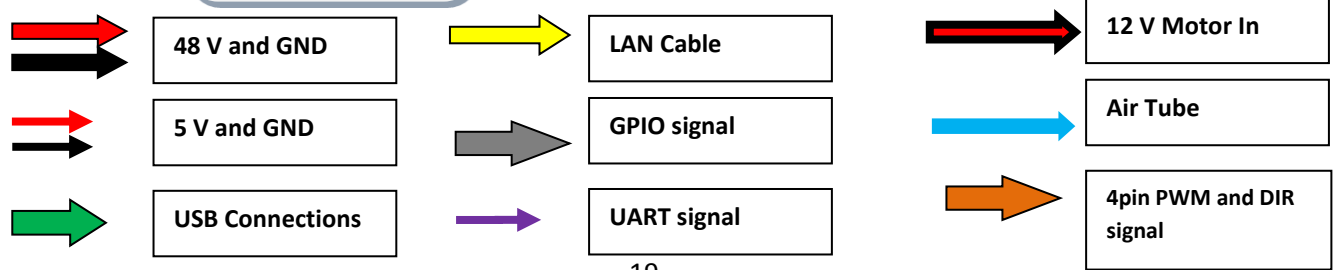 48 V and GND
LAN Cable
12 V Motor In
5 V and GND
GPIO signal
Air Tube
USB Connections
UART signal
4pin PWM and DIR
signal